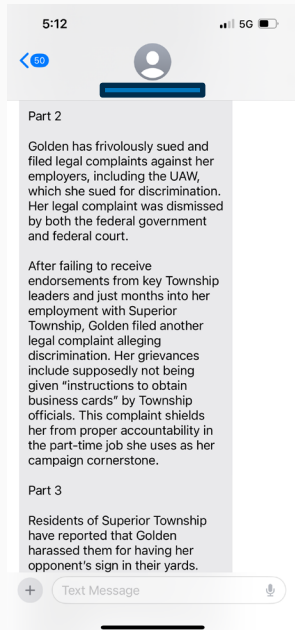 5:12
5G
50
Part 2
Golden has frivolously sued and
filed legal complaints against her
employers, including the UAW,
which she sued for discrimination.
Her legal complaint was dismissed
by both the federal government
and federal court.
After failing to receive
endorsements from key Township
leaders and just months into her
employment with Superior
Township, Golden filed another
legal complaint alleging
discrimination. Her grievances
include supposedly not being
given “instructions to obtain
business cards” by Township
officials. This complaint shields
her from proper accountability in
the part-time job she uses as her
campaign cornerstone.
Part 3
Residents of Superior Township
have reported that Golden
harassed them for having her
opponent's sign in their yards.
Text Message